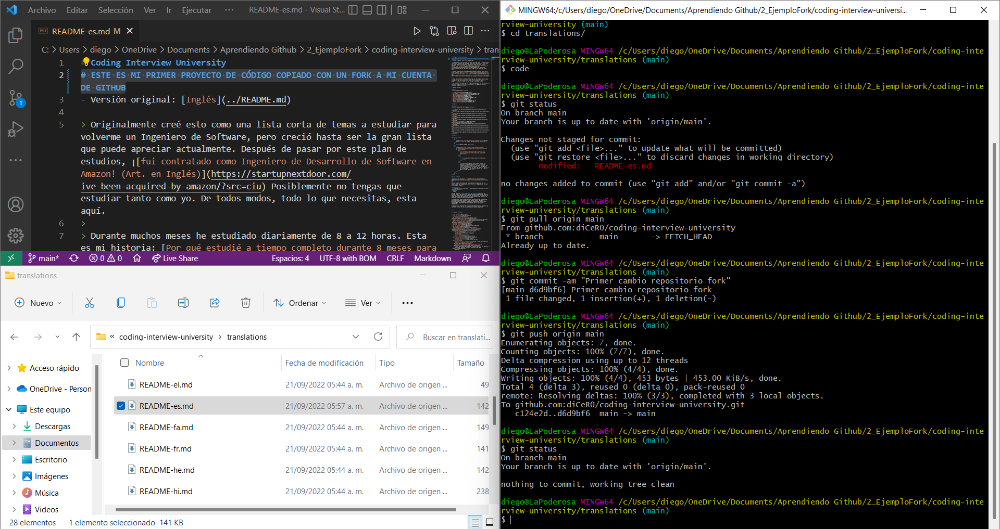 Archivo Editar Selección Ver Ir Ejecutar ··· README-es.md - Visual St...
README-es.md M
C: > Users > diego > OneDrive > Documents > Aprendiendo Github > 2_EjemploFork > coding-interview-university > tran
1 # Coding Interview University
2 # ESTE ES MI PRIMER PROYECTO DE CÓDIGO COPIADO CON UN FORK A MI CUENTA
DE GITHUB
3 - Versión original: [Inglés](../README.md)
4
5 > Originalmente creé esto como una lista corta de temas a estudiar para
volverme un Ingeniero de Software, pero creció hasta ser la gran lista
que puede apreciar actualmente. Después de pasar por este plan de
estudios, ¡[fui contratado como Ingeniero de Desarrollo de Software en
Amazon! (Art. en Inglés)](https://startupnextdoor.com/
ive-been-acquired-by-amazon/?src=ciu) Posiblemente no tengas que
estudiar tanto como yo. De todos modos, todo lo que necesitas, esta
aquí.
6 >
7 > Durante muchos meses he estudiado diariamente de 8 a 12 horas. Esta
es mi historia: [Por qué estudié a tiempo completo durante 8 meses para
1
main* 0 0 Live Share Espacios: 4 UTF-8 with BOM CRLF Markdown
translations
Nuevo Ordenar Ver ···
« coding-interview-university > translations Buscar en translati...
Nombre Fecha de modificación Tipo Tamaño
Acceso rápido
OneDrive - Person
Este equipo
Descargas
Documentos
Escritorio
Imágenes
Música
Videos
README-el.md 21/09/2022 05:44 a. m. Archivo de origen ... 49
README-es.md 21/09/2022 05:57 a. m. Archivo de origen ... 142
README-fa.md 21/09/2022 05:44 a. m. Archivo de origen ... 149
README-fr.md 21/09/2022 05:44 a. m. Archivo de origen ... 141
README-he.md 21/09/2022 05:44 a. m. Archivo de origen ... 142
README-hi.md 21/09/2022 05:44 a. m. Archivo de origen ... 238
28 elementos 1 elemento seleccionado 141 KB
MINGW64:/c/Users/diego/OneDrive/Documents/Aprendiendo Github/2_EjemploFork/coding-interview-universi...
rview-university (main)
$ cd translations/
diego@LaPoderosa MINGW64 /c/Users/diego/OneDrive/Documents/Aprendiendo Github/2_EjemploFork/coding-inte
rview-university/translations (main)
$ code
diego@LaPoderosa MINGW64 /c/Users/diego/OneDrive/Documents/Aprendiendo Github/2_EjemploFork/coding-inte
rview-university/translations (main)
$ git status
On branch main
Your branch is up to date with 'origin/main'.
Changes not staged for commit:
(use "git add <file>..." to update what will be committed)
(use "git restore <file>..." to discard changes in working directory)
modified: README-es.md
no changes added to commit (use "git add" and/or "git commit -a")
diego@LaPoderosa MINGW64 /c/Users/diego/OneDrive/Documents/Aprendiendo Github/2_EjemploFork/coding-inte
rview-university/translations (main)
$ git pull origin main
From github.com:diCeR0/coding-interview-university
* branch main -> FETCH_HEAD
Already up to date.
diego@LaPoderosa MINGW64 /c/Users/diego/OneDrive/Documents/Aprendiendo Github/2_EjemploFork/coding-inte
rview-university/translations (main)
$ git commit -am "Primer cambio repositorio fork"
[main d6d9bf6] Primer cambio repositorio fork
1 file changed, 1 insertion(+), 1 deletion(-)
diego@LaPoderosa MINGW64 /c/Users/diego/OneDrive/Documents/Aprendiendo Github/2_EjemploFork/coding-inte
rview-university/translations (main)
$ git push origin main
Enumerating objects: 7, done.
Counting objects: 100% (7/7), done.
Delta compression using up to 12 threads
Compressing objects: 100% (4/4), done.
Writing objects: 100% (4/4), 453 bytes | 453.00 KiB/s, done.
Total 4 (delta 3), reused 0 (delta 0), pack-reused 0
remote: Resolving deltas: 100% (3/3), completed with 3 local objects.
To github.com:diCeR0/coding-interview-university.git
c124e2d..d6d9bf6 main -> main
diego@LaPoderosa MINGW64 /c/Users/diego/OneDrive/Documents/Aprendiendo Github/2_EjemploFork/coding-inte
rview-university/translations (main)
$ git status
On branch main
Your branch is up to date with 'origin/main'.
nothing to commit, working tree clean
diego@LaPoderosa MINGW64 /c/Users/diego/OneDrive/Documents/Aprendiendo Github/2_EjemploFork/coding-inte
rview-university/translations (main)
$